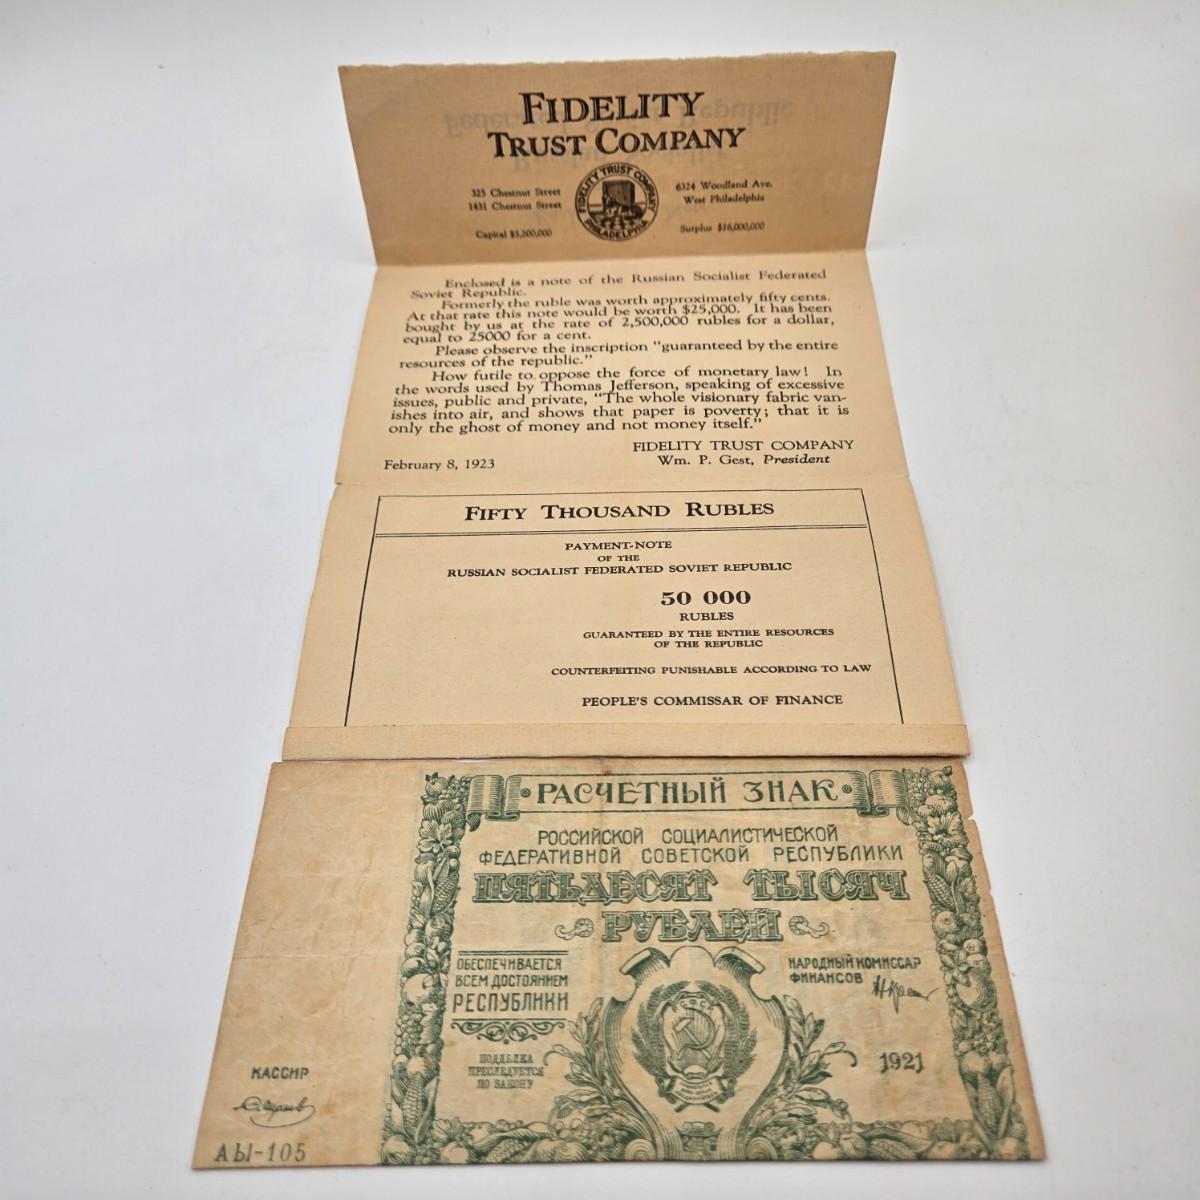 FIDELITY
TRUST COMPANY
325 Chestnut Street
1431 Chestnut Street
Capital $5,200,000
FIDELITY TRUST COMPANY
PHILADELPHIA
6324 Woodland Ave.
West Philadelphia
Surplus $16,000,000
Enclosed is a note of the Russian Socialist Federated
Soviet Republic.
Formerly the ruble was worth approximately fifty cents.
At that rate this note would be worth $25,000. It has been
bought by us at the rate of 2,500,000 rubles for a dollar,
equal to 25000 for a cent.
Please observe the inscription "guaranteed by the entire
resources of the republic."
How futile to oppose the force of monetary law! In
the words used by Thomas Jefferson, speaking of excessive
issues, public and private, "The whole visionary fabric van-
ishes into air, and shows that paper is poverty; that it is
only the ghost of money and not money itself."
FIDELITY TRUST COMPANY
February 8, 1923
Wm. P. Gest, President
FIFTY THOUSAND RUBLES
PAYMENT-NOTE
OF THE
RUSSIAN SOCIALIST FEDERATED SOVIET REPUBLIC
50 000
RUBLES
GUARANTEED BY THE ENTIRE RESOURCES
OF THE REPUBLIC
COUNTERFEITING PUNISHABLE ACCORDING TO LAW
PEOPLE'S COMMISSAR OF FINANCE
РАСЧЕТНЫЙ ЗНАК
РОССИЙСКОЙ СОЦИАЛИСТИЧЕСКОЙ
ФЕДЕРАТИВНОЙ СОВЕТСКОЙ РЕСПУБЛИКИ
ПЯТЬДЕСЯТ ТЫСЯЧ
РУБЛЕЙ
ОБЕСПЕЧИВАЕТСЯ
ВСЕМ ДОСТОЯНИЕМ
РЕСПУБЛИКИ
НАРОДНЫЙ КОМИССАР
ФИНАНСОВ
ПОДДЕЛКА
ПРЕСЛЕДУЕТСЯ
ПО ЗАКОНУ
1921
КАССИР
АЫ-105